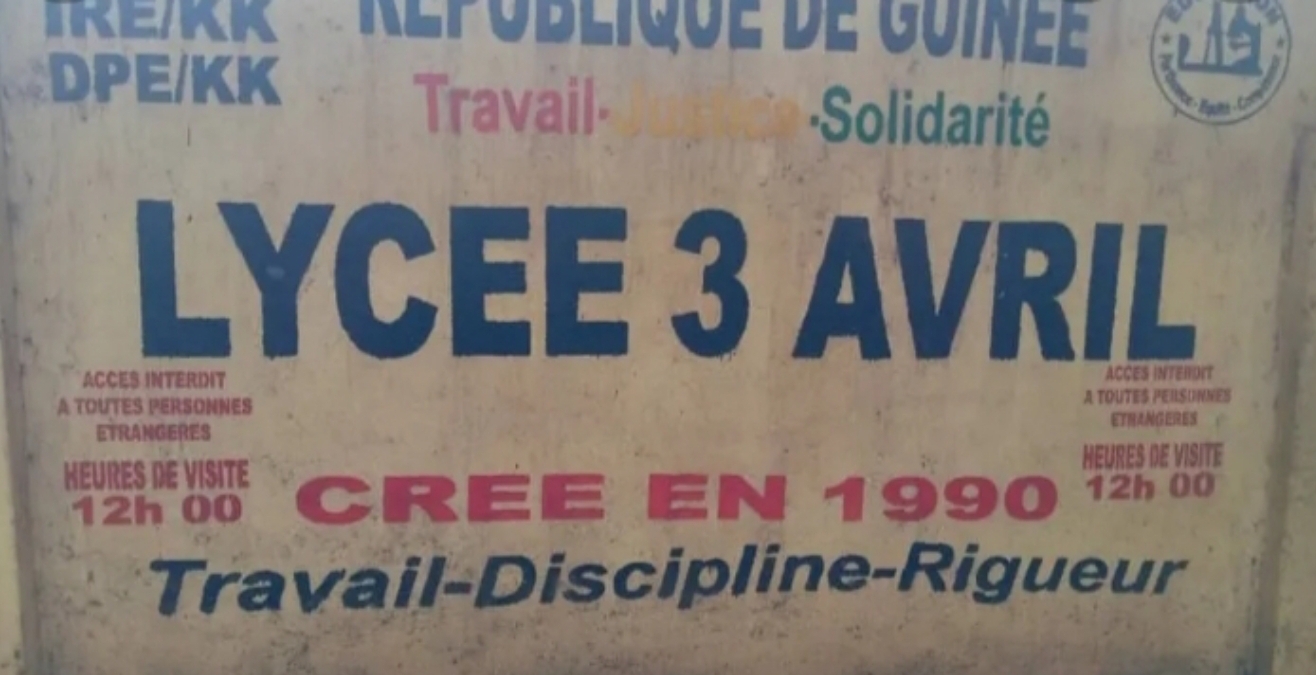 IRE/KK
DPE/KK
REPUBLIQUE DE GUINEE
Travail-Justice-Solidarité
LYCEE 3 AVRIL
ACCES INTERDIT
A TOUTES PERSONNES
ETRANGERES
HEURES DE VISITE
12h 00
ACCES INTERDIT
A TOUTES PERSONNES
ETRANGERES
HEURES DE VISITE
12h 00
CREE EN 1990
Travail-Discipline-Rigueur